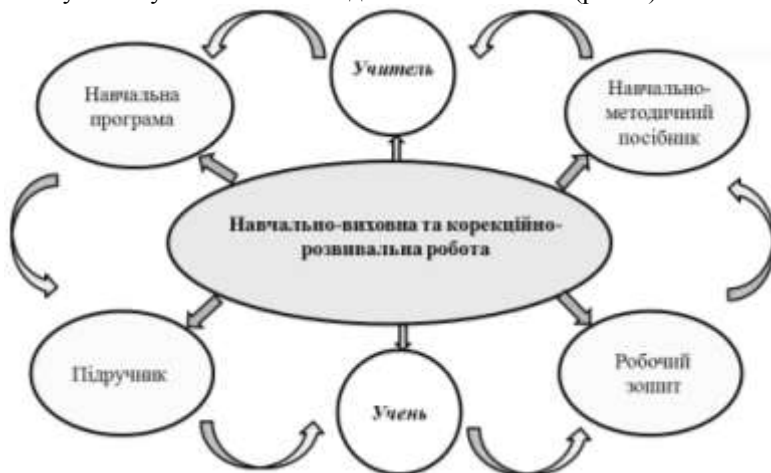 Учитель
Навчальна
програма
Навчально-
методичний
посібник
Навчально-виховна та корекційно-
розвивальна робота
Підручник
Учень
Робочий
зошит